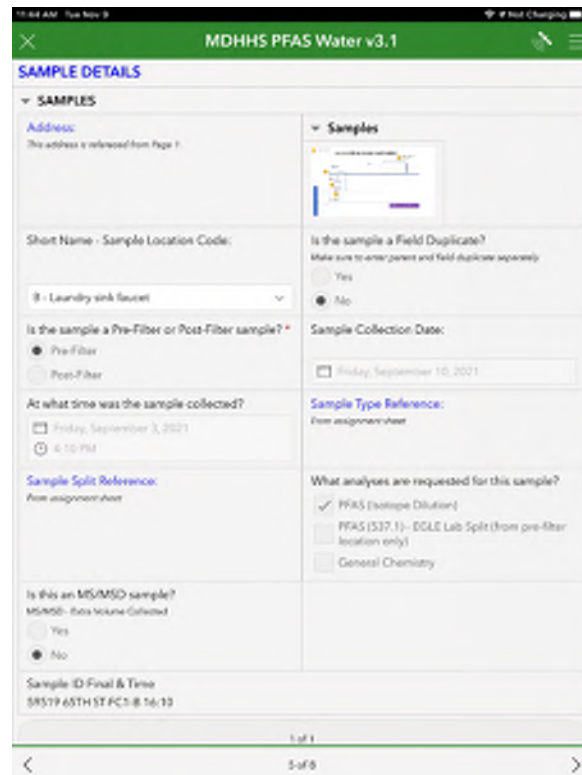 11:44 AM Tue Nov 9
Not Charging
MDHHS PFAS Water v3.1
SAMPLE DETAILS
SAMPLES
Address:
This address is referenced from Page 1
Samples
Short Name - Sample Location Code:
8 - Laundry sink faucet
Is the sample a Field Duplicate?
Make sure to enter parent and field duplicate separately
Yes
No
Is the sample a Pre-Filter or Post-Filter sample? *
Pre-Filter
Post-Filter
Sample Collection Date:
Friday, September 10, 2021
At what time was the sample collected?
Friday, September 3, 2021
4:10 PM
Sample Type Reference:
From assignment sheet
Sample Split Reference:
From assignment sheet
What analyses are requested for this sample?
PFAS (Isotope Dilution)
PFAS (537.1) - EGLE Lab Split (from pre-filter
location only)
General Chemistry
Is this an MS/MSD sample?
MS/MSD - Extra Volume Collected
Yes
No
Sample ID Final & Time
65TH ST FC1-8 16:10
1 of 1
5 of 8